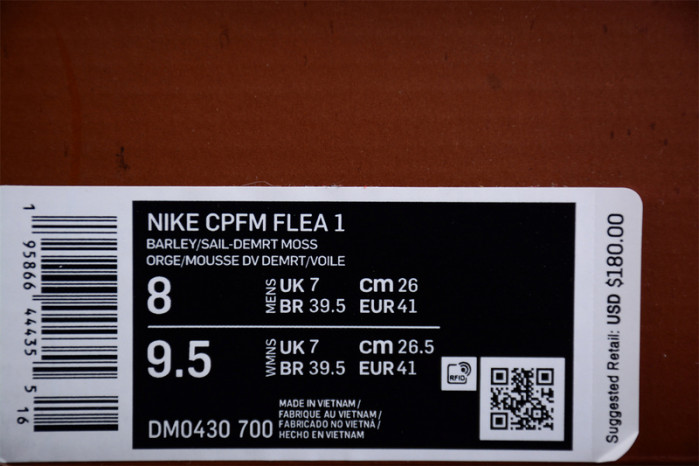 NIKE CPFM FLEA 1
BARLEY/SAIL-DEMRT MOSS
ORGE/MOUSSE DV DEMRT/VOILE
8 MENS UK 7 cm 26
BR 39.5 EUR 41
9.5 WMNS UK 7 cm 26.5
BR 39.5 EUR 41
RFID
DM0430 700
MADE IN VIETNAM /
FABRIQUE AU VIETNAM /
FABRICADO NO VIETNÁ /
HECHO EN VIETNAM
1 95866 44435 5 16
Suggested Retail: USD $180.00